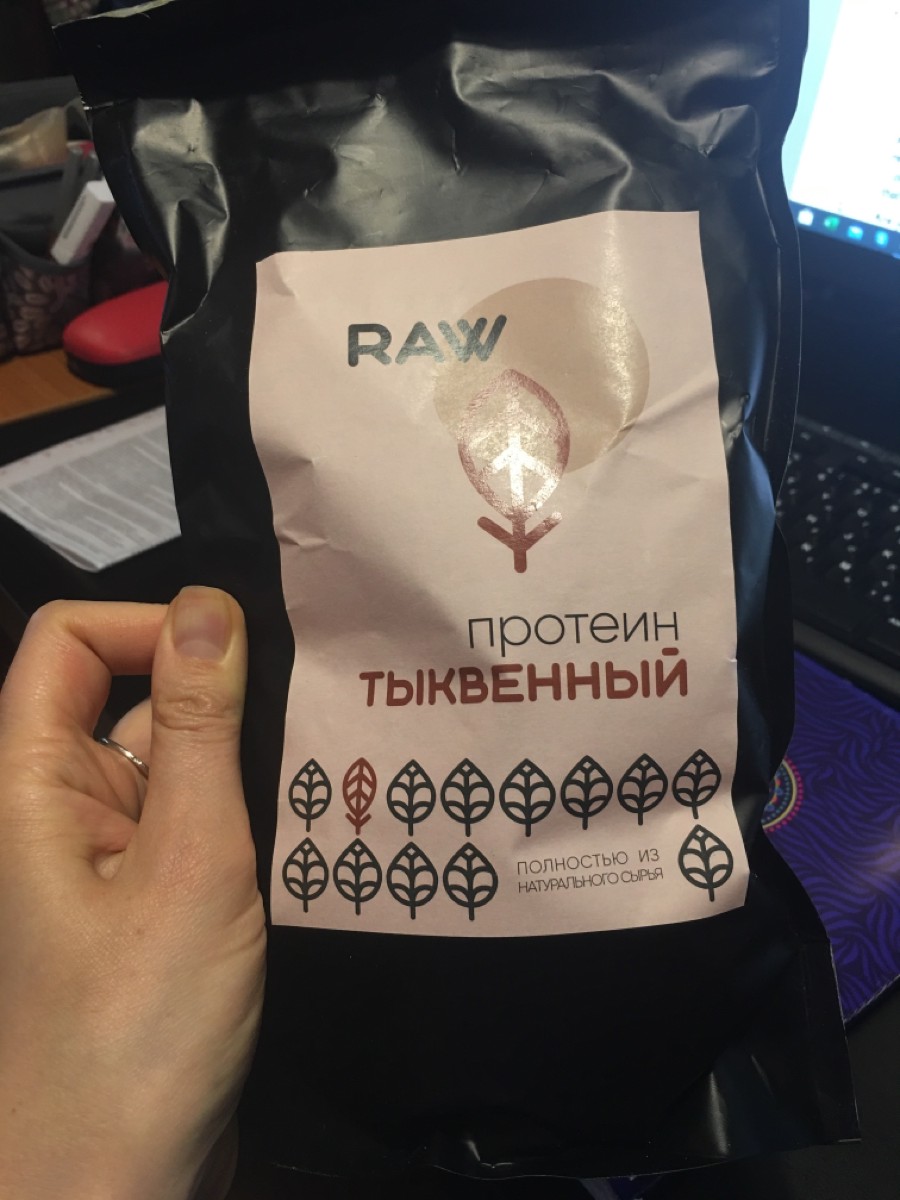 RAW
протеин
ТЫКВЕННЫЙ
ПОЛНОСТЬЮ ИЗ
НАТУРАЛЬНОГО СЫРЬЯ